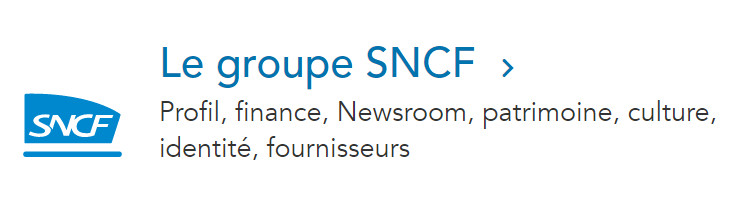 Le groupe SNCF >
SNCF
Profil, finance, Newsroom, patrimoine, culture,
identité, fournisseurs